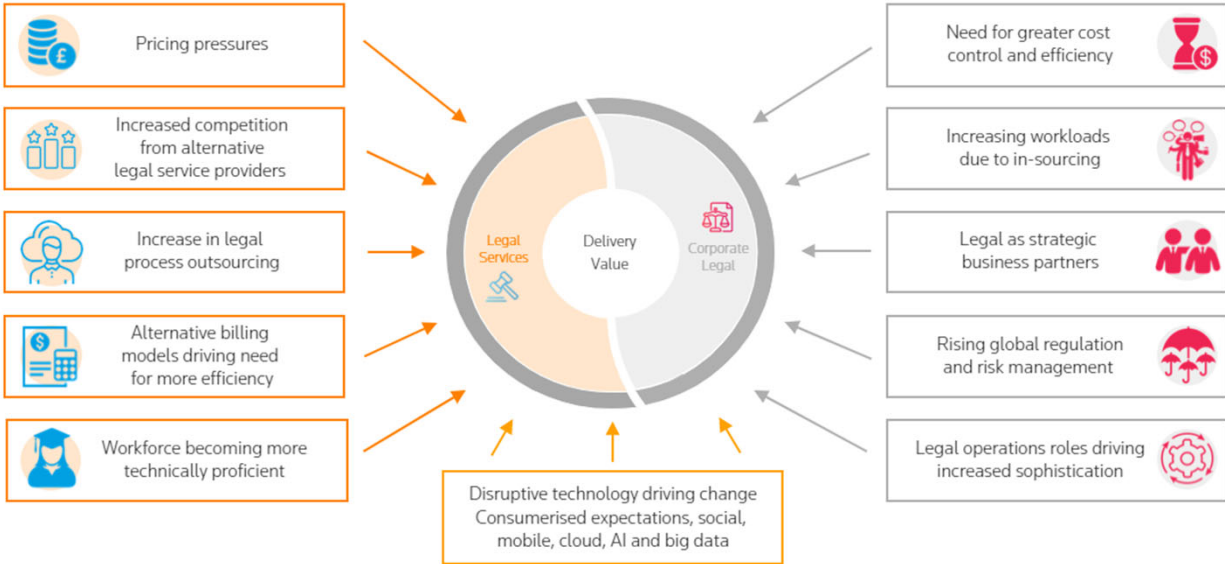 Pricing pressures
Increased competition
from alternative
legal service providers
Increase in legal
process outsourcing
Alternative billing
models driving need
for more efficiency
Workforce becoming more
technically proficient
Legal
Services
Delivery
Value
Corporate
Legal
Need for greater cost
control and efficiency
Increasing workloads
due to in-sourcing
Legal as strategic
business partners
Rising global regulation
and risk management
Legal operations roles driving
increased sophistication
Disruptive technology driving change
Consumerised expectations, social,
mobile, cloud, AI and big data